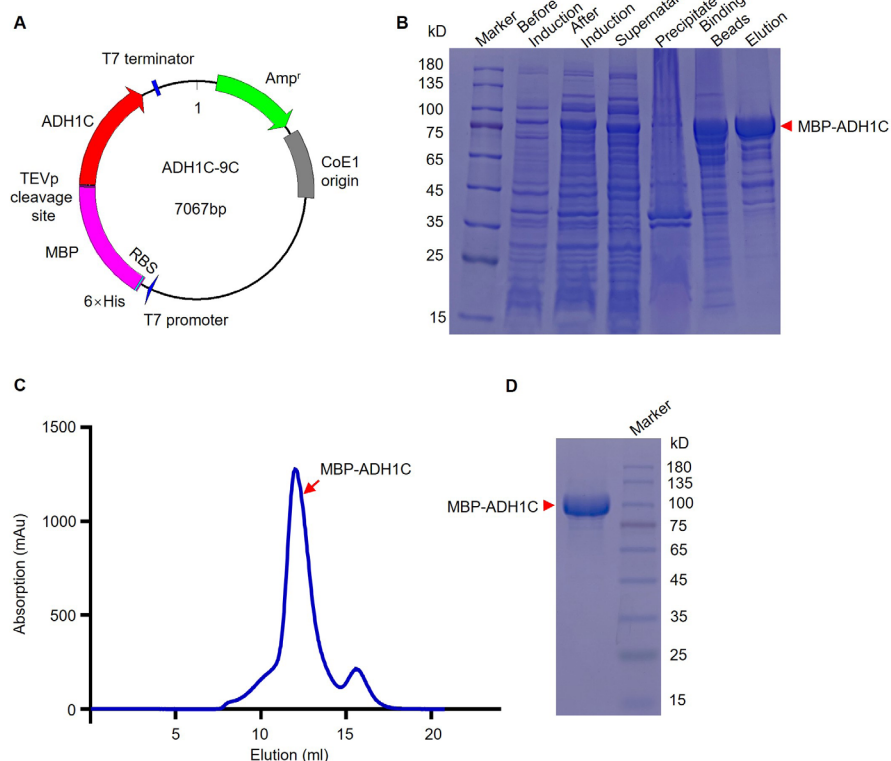 A
T7 terminator
Ampʳ
ADH1C
1
TEVp
cleavage
site
ADH1C-9C
7067bp
CoE1
origin
MBP
RBS
6×His
T7 promoter
B
kD
Marker
Before
Induction
After
Induction
Precipitate
Binding
Beads
Elution
180
135
100
75
65
45
35
25
15
MBP-ADH1C
C
1500
1000
500
0
5
10
15
20
Absorption (mAu)
Elution (ml)
MBP-ADH1C
D
Marker
kD
180
135
100
75
65
45
35
25
15
MBP-ADH1C